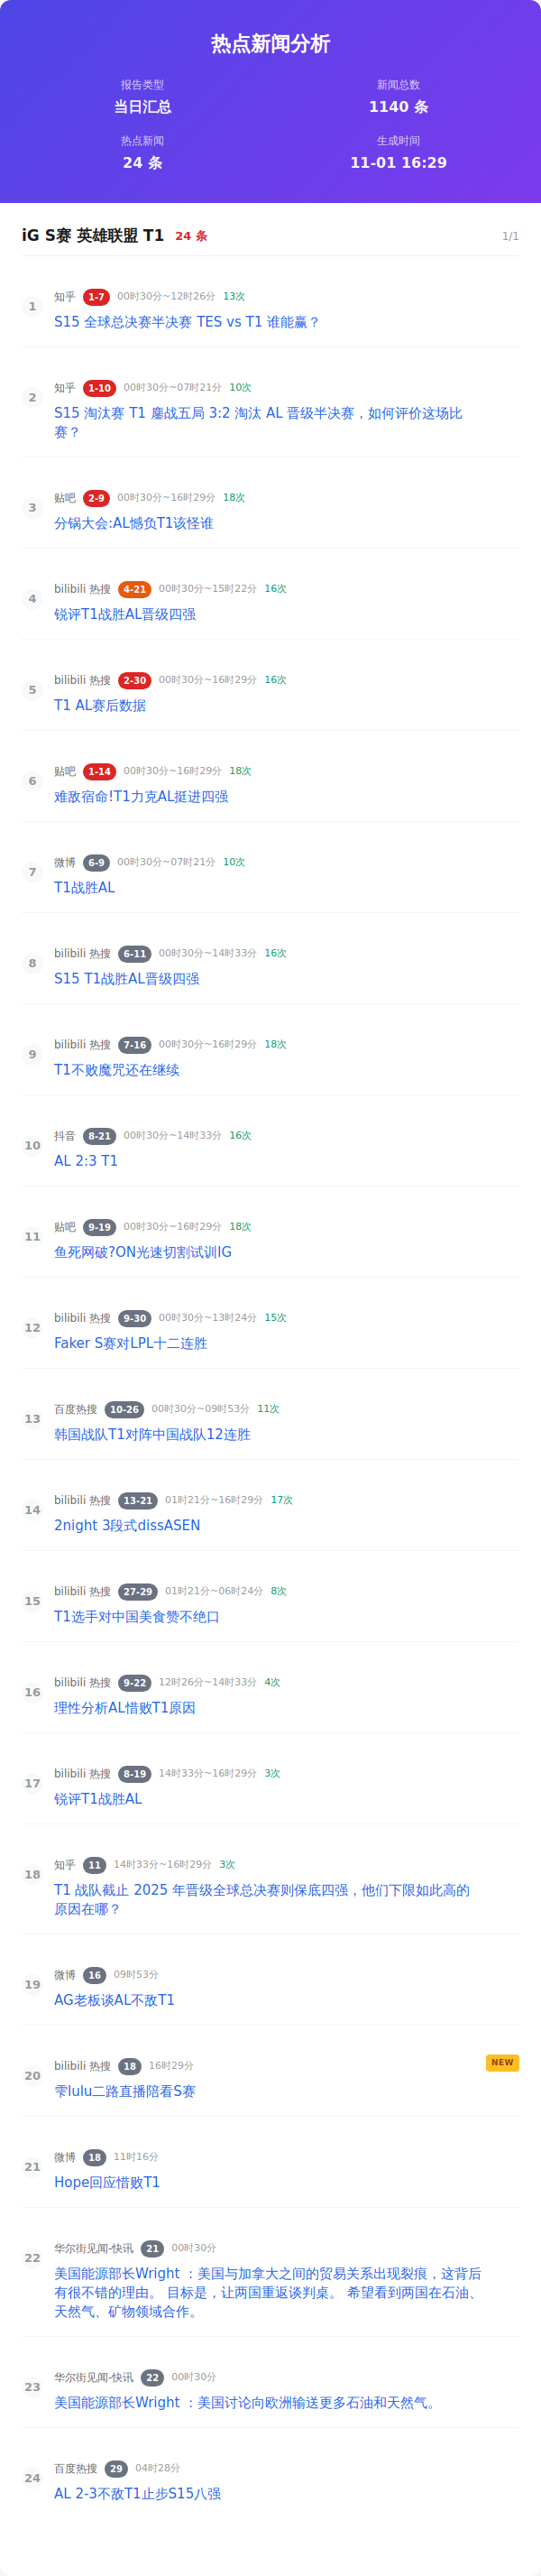 热点新闻分析
报告类型
当日汇总
新闻总数
1140 条
热点新闻
24 条
生成时间
11-01 16:29
iG S赛 英雄联盟 T1 24 条 1/1
1
知乎 1-7 00时30分~12时26分 13次
S15 全球总决赛半决赛 TES vs T1 谁能赢？
2
知乎 1-10 00时30分~07时21分 10次
S15 淘汰赛 T1 鏖战五局 3:2 淘汰 AL 晋级半决赛，如何评价这场比
赛？
3
贴吧 2-9 00时30分~16时29分 18次
分锅大会:AL憾负T1该怪谁
4
bilibili 热搜 4-21 00时30分~15时22分 16次
锐评T1战胜AL晋级四强
5
bilibili 热搜 2-30 00时30分~16时29分 16次
T1 AL赛后数据
6
贴吧 1-14 00时30分~16时29分 18次
难敌宿命!T1力克AL挺进四强
7
微博 6-9 00时30分~07时21分 10次
T1战胜AL
8
bilibili 热搜 6-11 00时30分~14时33分 16次
S15 T1战胜AL晋级四强
9
bilibili 热搜 7-16 00时30分~16时29分 18次
T1不败魔咒还在继续
10
抖音 8-21 00时30分~14时33分 16次
AL 2:3 T1
11
贴吧 9-19 00时30分~16时29分 18次
鱼死网破?ON光速切割试训IG
12
bilibili 热搜 9-30 00时30分~13时24分 15次
Faker S赛对LPL十二连胜
13
百度热搜 10-26 00时30分~09时53分 11次
韩国战队T1对阵中国战队12连胜
14
bilibili 热搜 13-21 01时21分~16时29分 17次
2night 3段式dissASEN
15
bilibili 热搜 27-29 01时21分~06时24分 8次
T1选手对中国美食赞不绝口
16
bilibili 热搜 9-22 12时26分~14时33分 4次
理性分析AL惜败T1原因
17
bilibili 热搜 8-19 14时33分~16时29分 3次
锐评T1战胜AL
18
知乎 11 14时33分~16时29分 3次
T1 战队截止 2025 年晋级全球总决赛则保底四强，他们下限如此高的
原因在哪？
19
微博 16 09时53分
AG老板谈AL不敌T1
20
bilibili 热搜 18 16时29分
NEW
雫lulu二路直播陪看S赛
21
微博 18 11时16分
Hope回应惜败T1
22
华尔街见闻-快讯 21 00时30分
美国能源部长Wright ：美国与加拿大之间的贸易关系出现裂痕，这背后
有很不错的理由。 目标是，让两国重返谈判桌。 希望看到两国在石油、
天然气、矿物领域合作。
23
华尔街见闻-快讯 22 00时30分
美国能源部长Wright ：美国讨论向欧洲输送更多石油和天然气。
24
百度热搜 29 04时28分
AL 2-3不敌T1止步S15八强